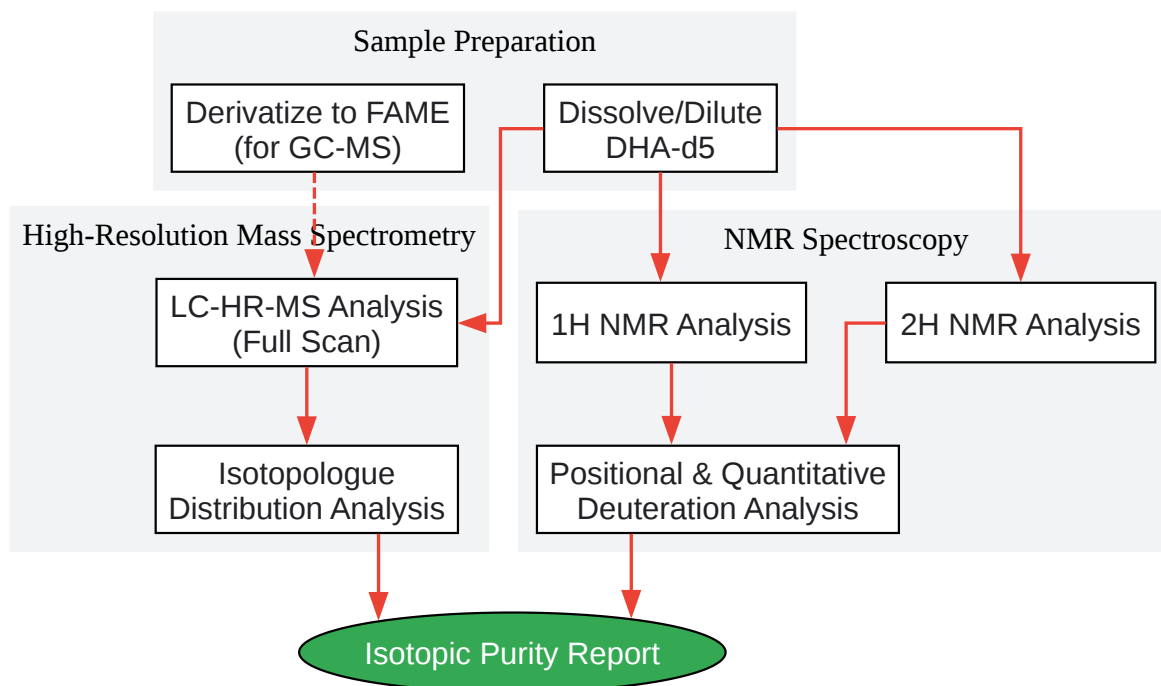 Sample Preparation
Derivatize to FAME
(for GC-MS)
Dissolve/Dilute
DHA-d5
High-Resolution Mass Spectrometry
NMR Spectroscopy
LC-HR-MS Analysis
(Full Scan)
1H NMR Analysis
2H NMR Analysis
Isotopologue
Distribution Analysis
Positional & Quantitative
Deuteration Analysis
Isotopic Purity Report